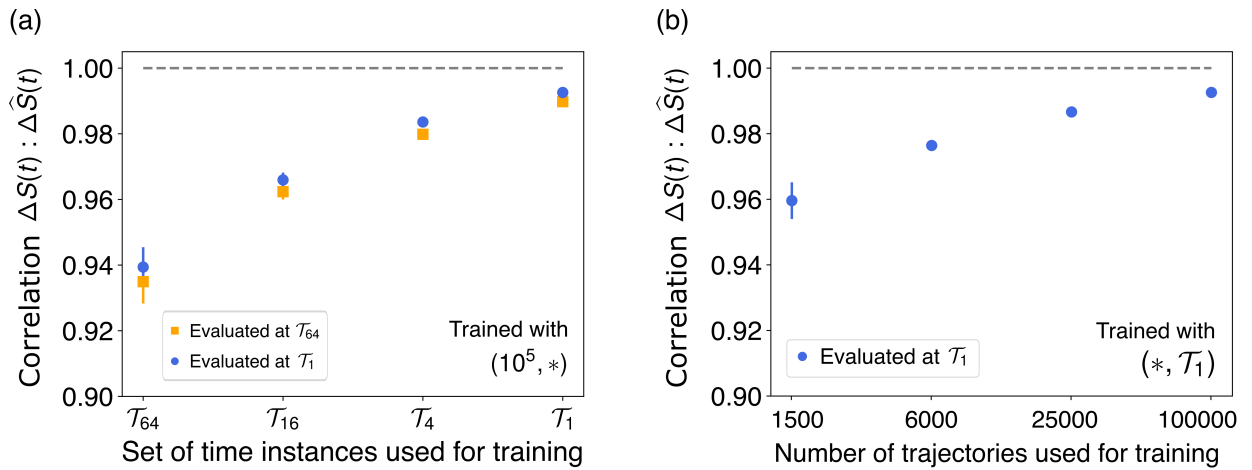 (a)
1.00
0.98
0.96
0.94
0.92
0.90
Correlation ΔS(t) : Δ\widehat{S}(t)
Evaluated at 𝒯₆₄
Evaluated at 𝒯₁
Trained with
(10⁵, *)
𝒯₆₄ 𝒯₁₆ 𝒯₄ 𝒯₁
Set of time instances used for training
(b)
1.00
0.98
0.96
0.94
0.92
0.90
Correlation ΔS(t) : Δ\widehat{S}(t)
Evaluated at 𝒯₁
Trained with
(*, 𝒯₁)
1500 6000 25000 100000
Number of trajectories used for training